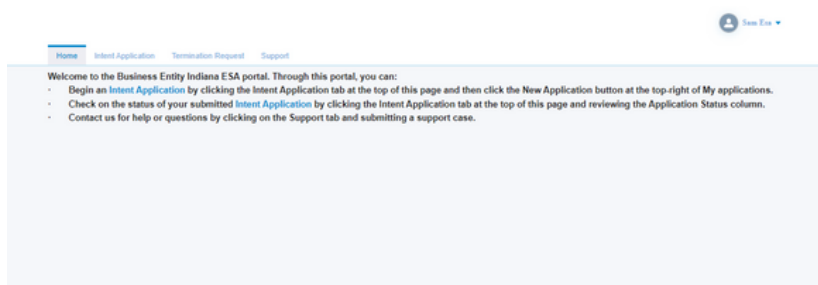 Sam Esa
Home Intent Application Termination Request Support
Welcome to the Business Entity Indiana ESA portal. Through this portal, you can:
· Begin an Intent Application by clicking the Intent Application tab at the top of this page and then click the New Application button at the top-right of My applications.
· Check on the status of your submitted Intent Application by clicking the Intent Application tab at the top of this page and reviewing the Application Status column.
· Contact us for help or questions by clicking on the Support tab and submitting a support case.